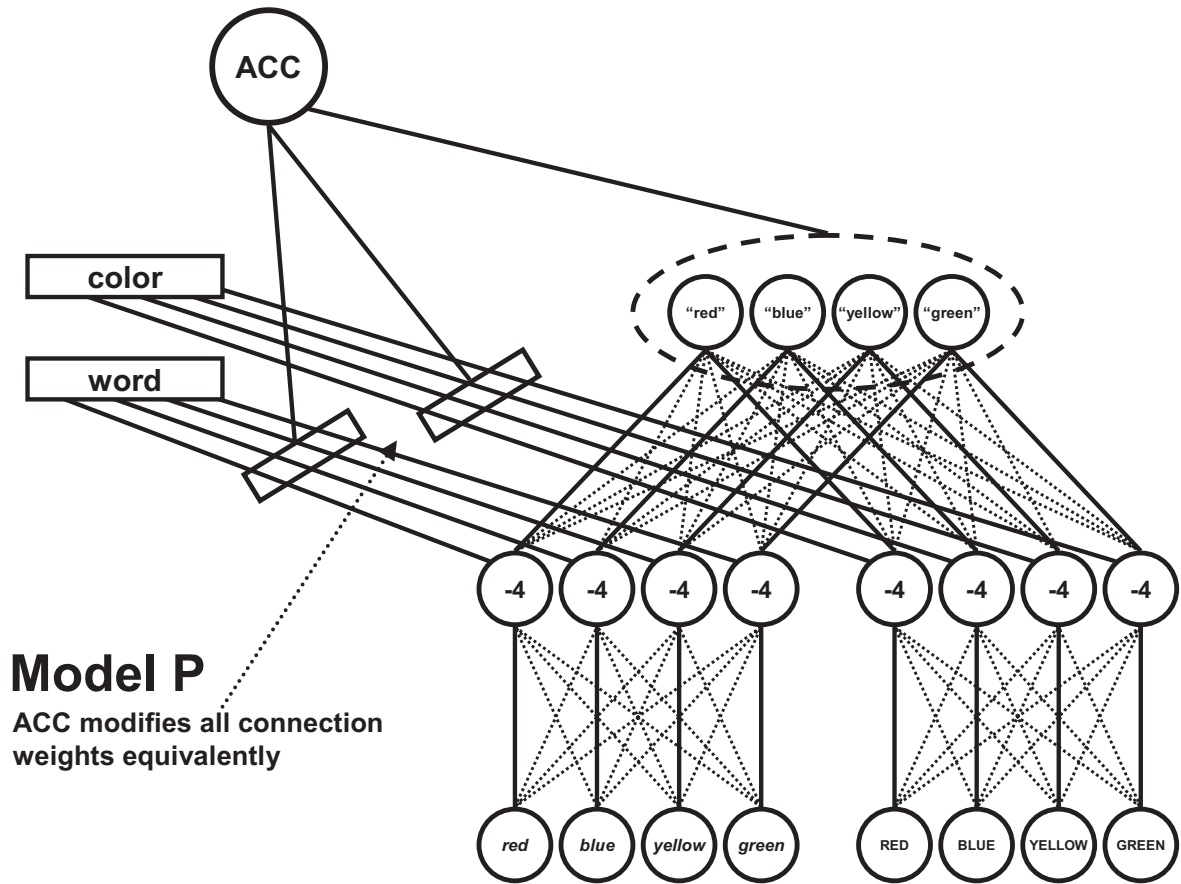 ACC
color
word
“red” “blue” “yellow” “green”
-4 -4 -4 -4 -4 -4 -4 -4
Model P
ACC modifies all connection
weights equivalently
red blue yellow green RED BLUE YELLOW GREEN